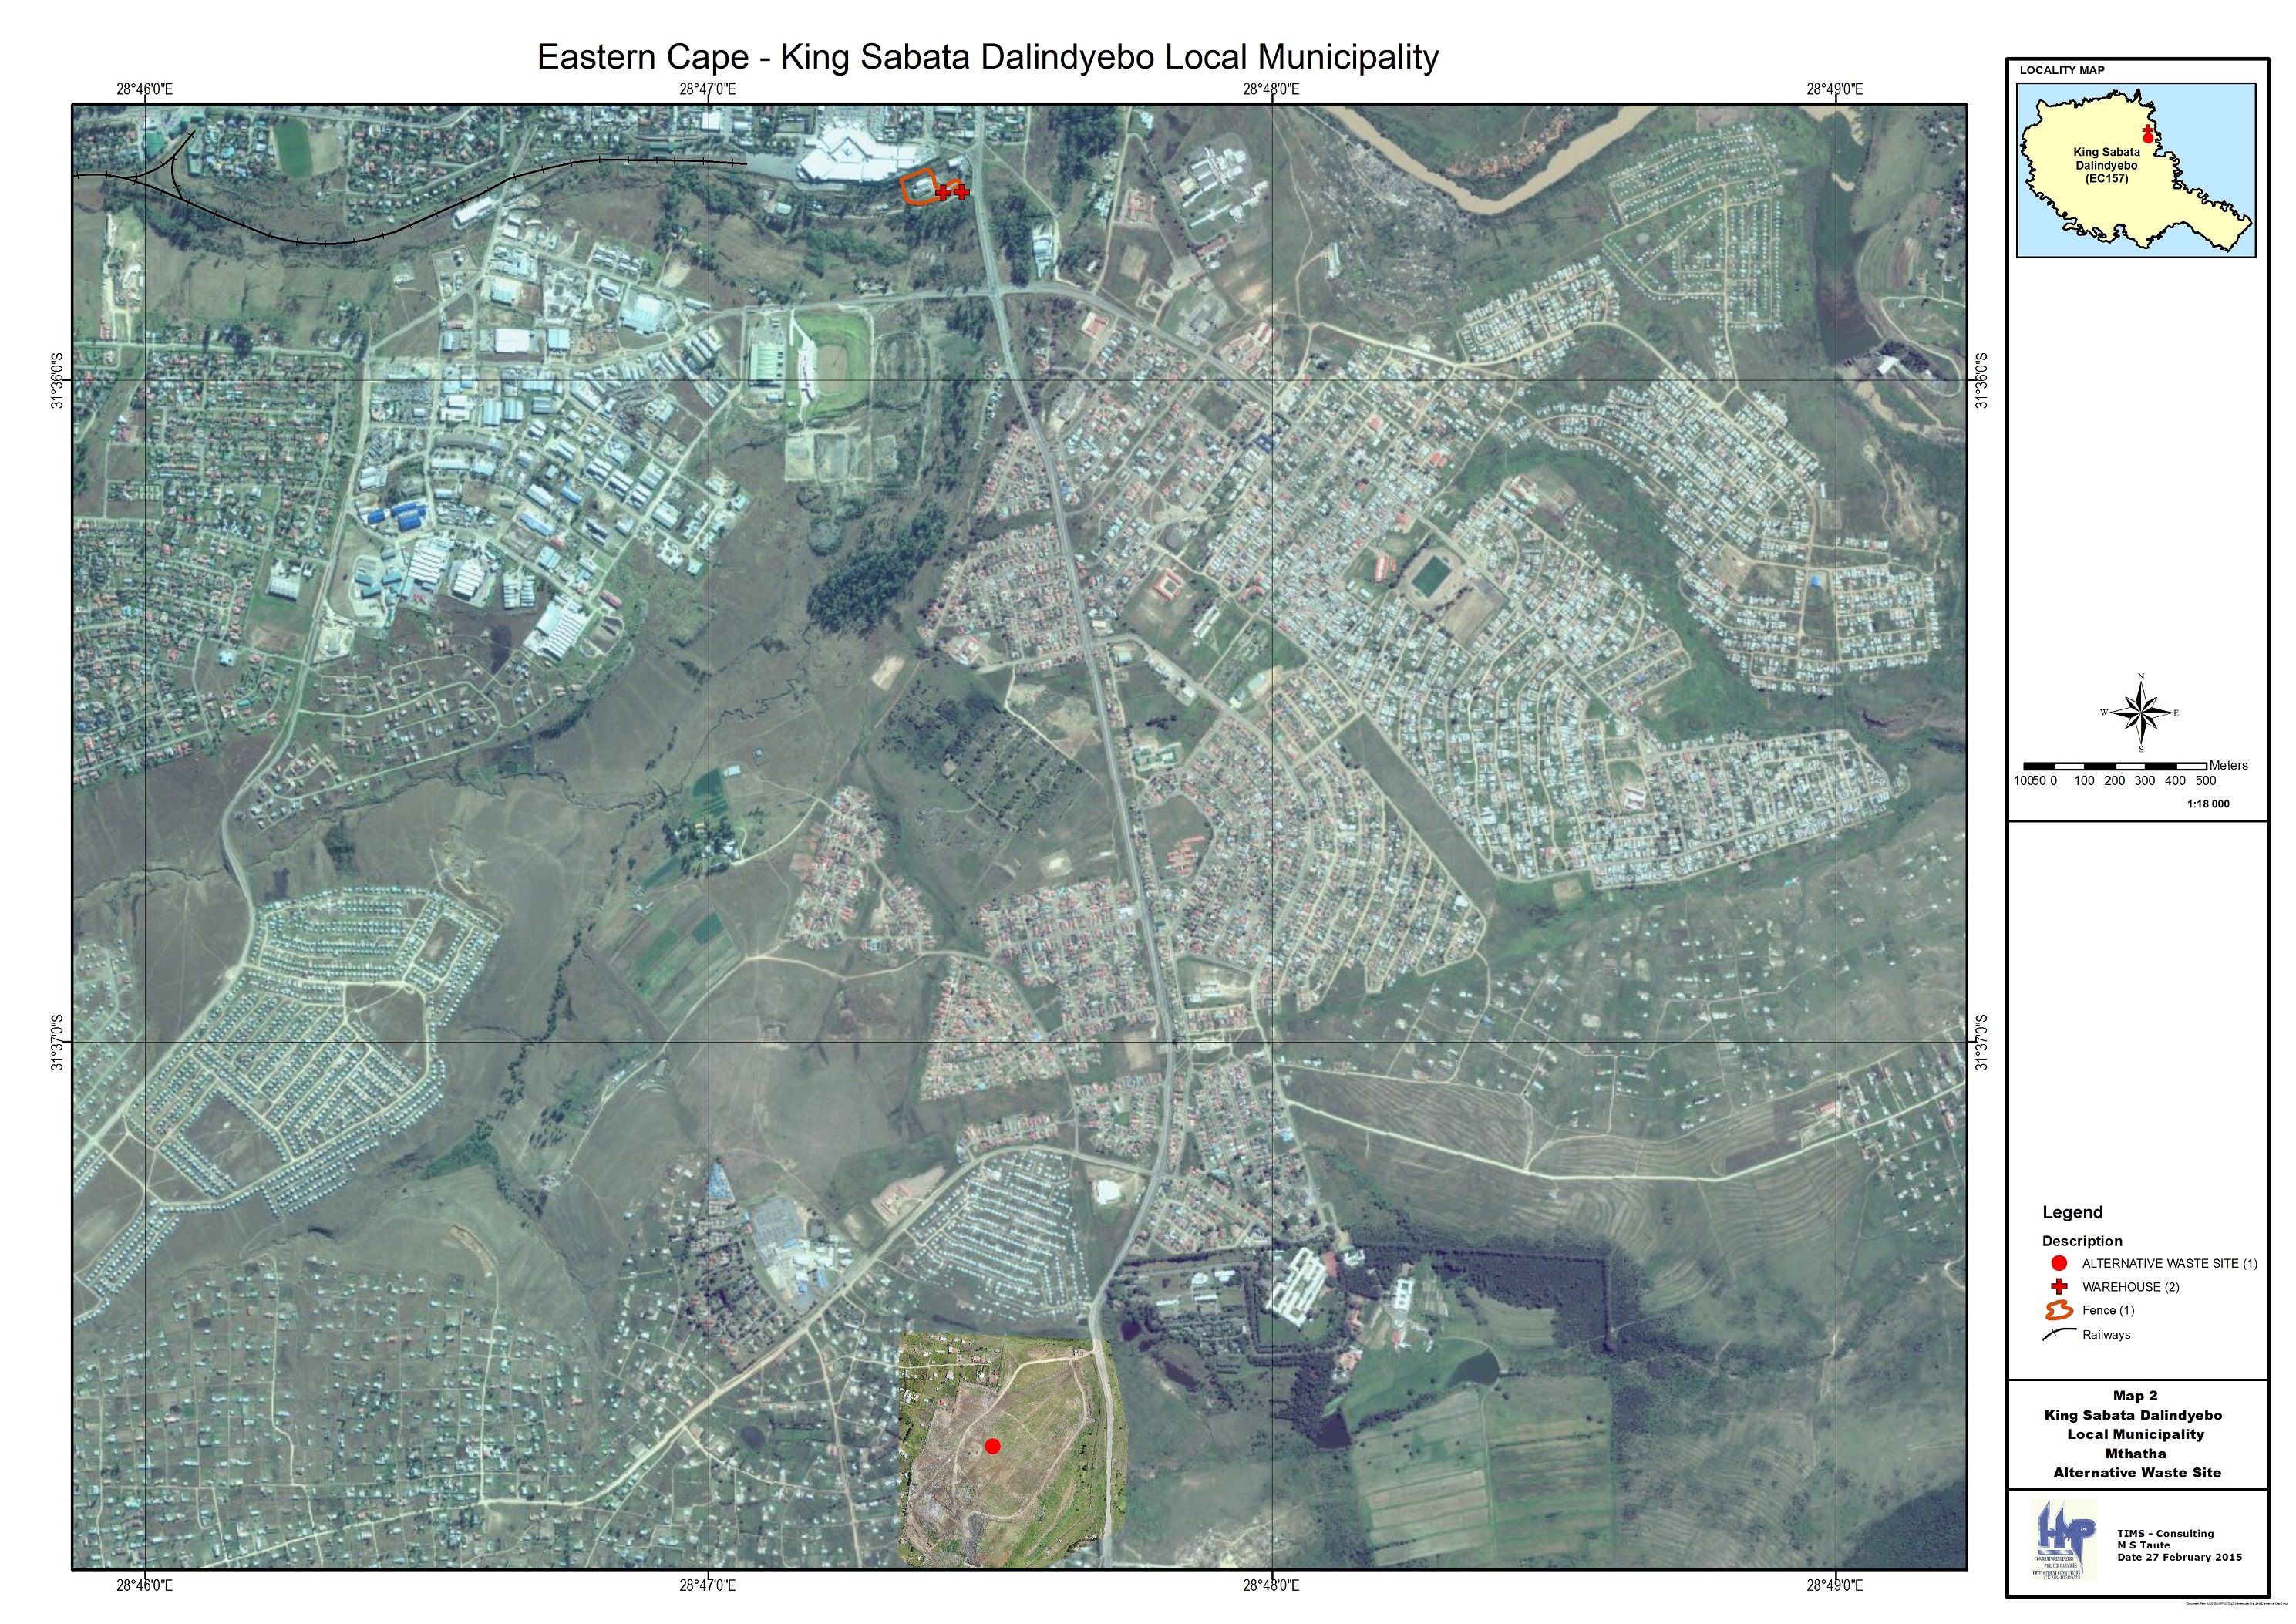 Eastern Cape - King Sabata Dalindyebo Local Municipality
28°46'0"E
28°47'0"E
28°48'0"E
28°49'0"E
31°36'0"S
31°36'0"S
31°37'0"S
31°37'0"S
28°46'0"E
28°47'0"E
28°48'0"E
28°49'0"E
LOCALITY MAP
King Sabata
Dalindyebo
(EC157)
N
W
E
S
Meters
100 50 0 100 200 300 400 500
1:18 000
Legend
Description
ALTERNATIVE WASTE SITE (1)
WAREHOUSE (2)
Fence (1)
Railways
Map 2
King Sabata Dalindyebo
Local Municipality
Mthatha
Alternative Waste Site
TIMS - Consulting
M S Taute
Date 27 February 2015